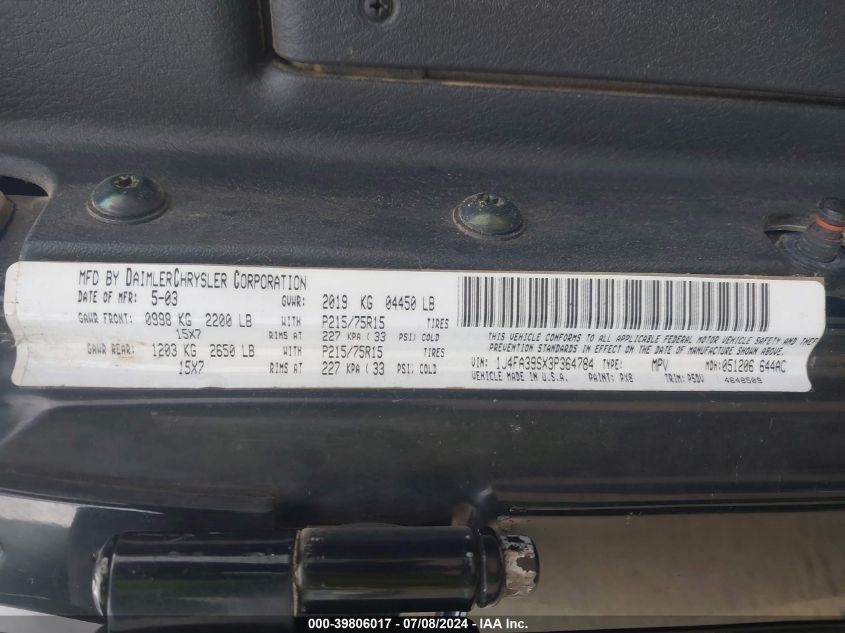 MFD BY DAIMLERCHRYSLER CORPORATION
DATE OF MFR: 5-03 GVWR: 2019 KG 04450 LB
GAWR FRONT: 0998 KG 2200 LB WITH P215/75R15 TIRES
15X7 RIMS AT 227 KPA ( 33 PSI) COLD
GAWR REAR: 1203 KG 2650 LB WITH P215/75R15 TIRES
15X7 RIMS AT 227 KPA ( 33 PSI) COLD
THIS VEHICLE CONFORMS TO ALL APPLICABLE FEDERAL MOTOR VEHICLE SAFETY AND THEFT
PREVENTION STANDARDS IN EFFECT ON THE DATE OF MANUFACTURE SHOWN ABOVE.
VIN: 1J4FA39SX3P364784 TYPE: MPV MDH: 051206 644AC
VEHICLE MADE IN U.S.A. PAINT: PX8 TRIM: P5DV 4648509
000-39806017 - 07/08/2024 - IAA Inc.